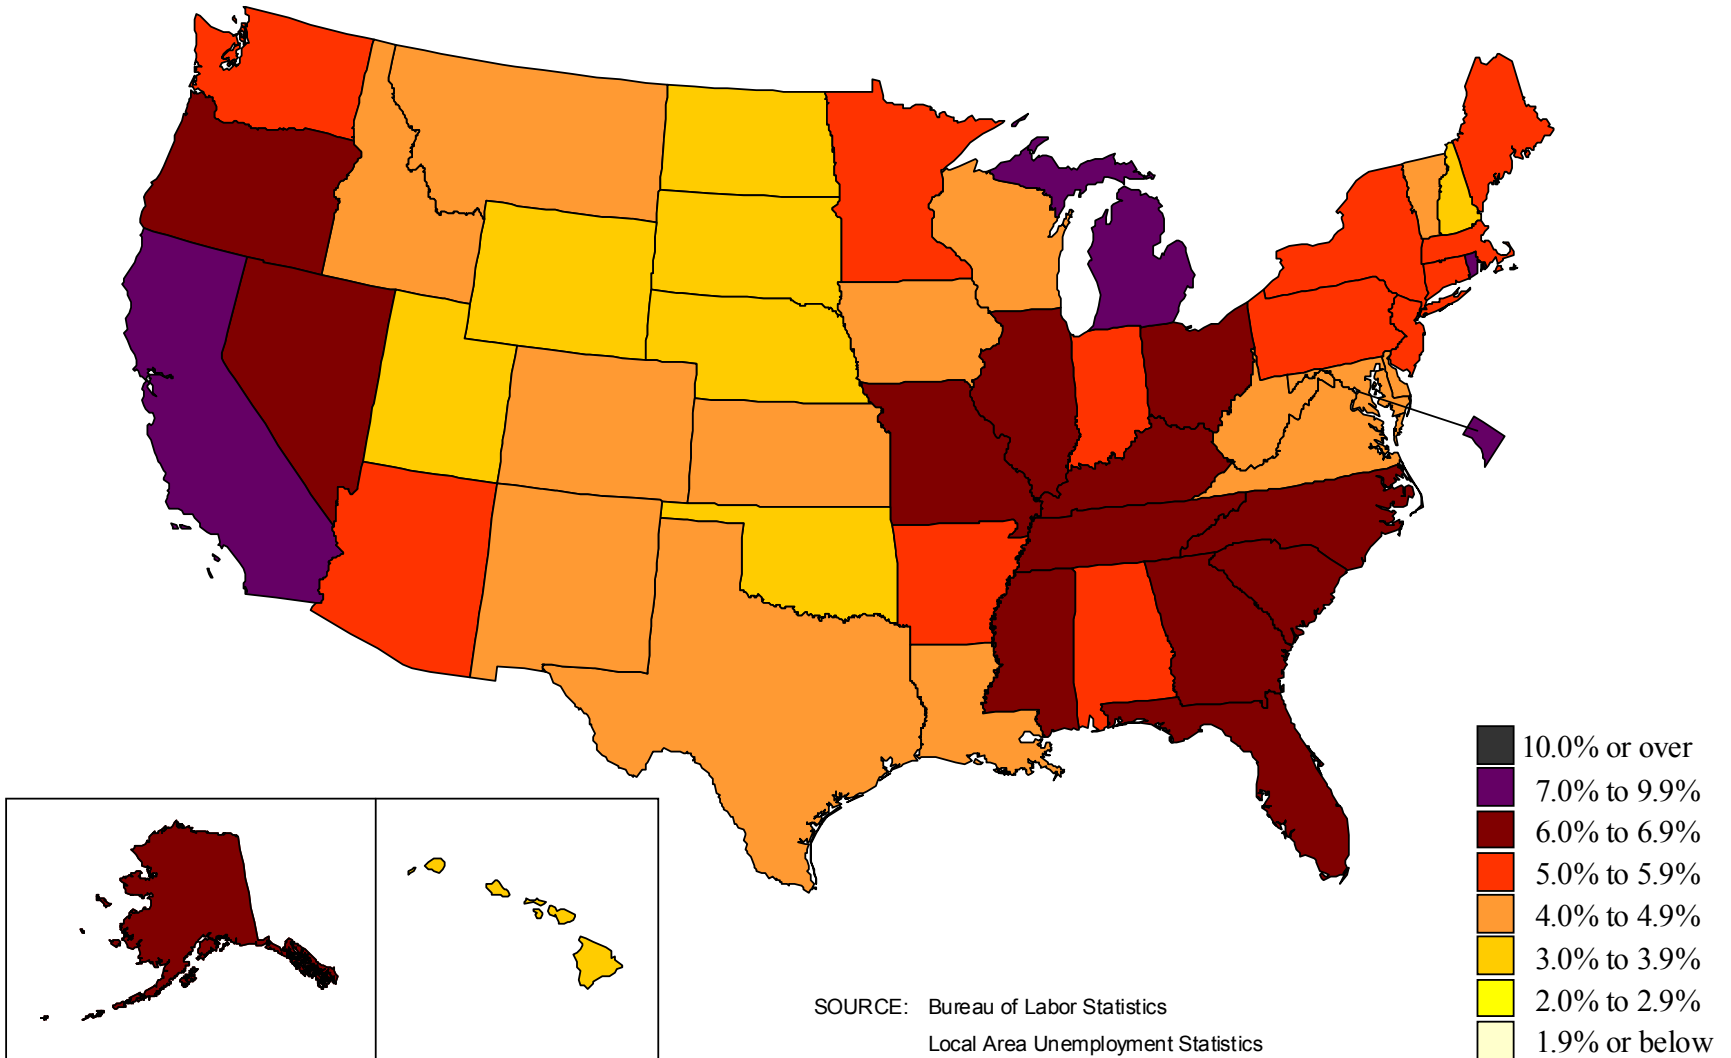 10.0% or over
7.0% to 9.9%
6.0% to 6.9%
5.0% to 5.9%
4.0% to 4.9%
3.0% to 3.9%
2.0% to 2.9%
1.9% or below
SOURCE: Bureau of Labor Statistics
Local Area Unemployment Statistics